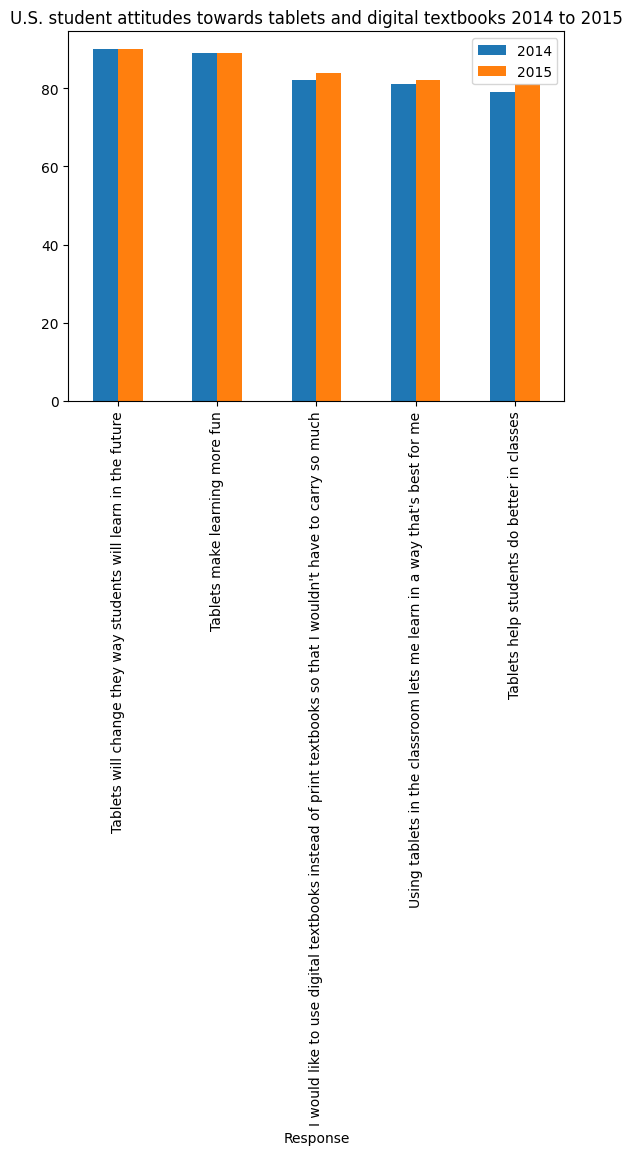 U.S. student attitudes towards tablets and digital textbooks 2014 to 2015
2014
2015
80
60
40
20
0
Tablets will change they way students will learn in the future
Tablets make learning more fun
I would like to use digital textbooks instead of print textbooks so that I wouldn't have to carry so much
Using tablets in the classroom lets me learn in a way that's best for me
Tablets help students do better in classes
Response